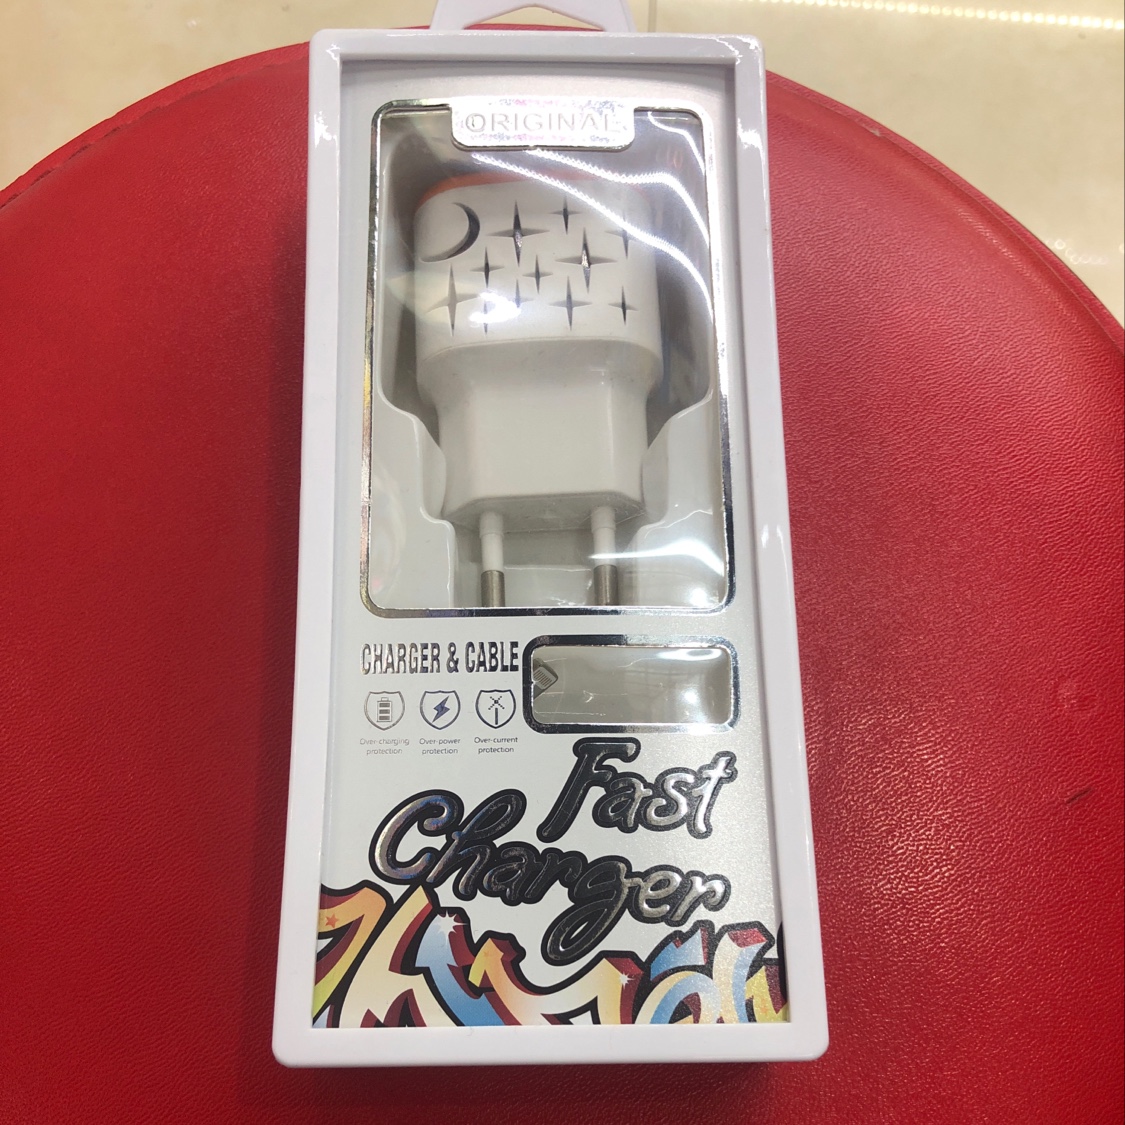 ORIGINAL
CHARGER & CABLE
Over-charging
protection
Over-power
protection
Over-current
protection
Fast
Charger